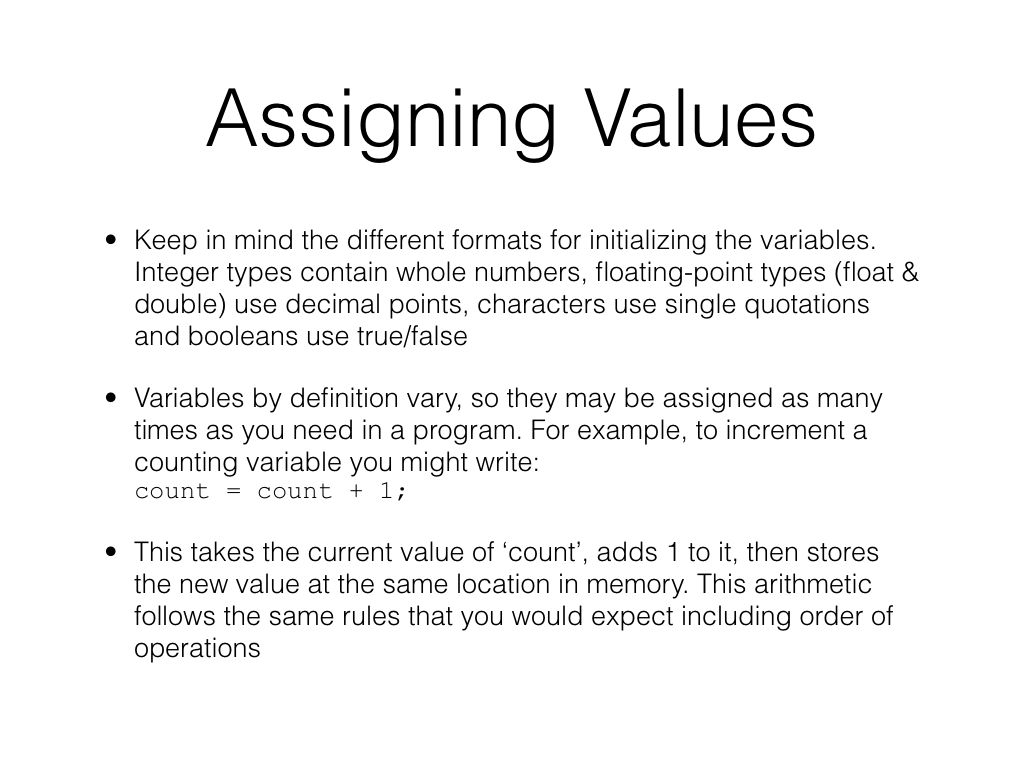 Assigning Values
• Keep in mind the different formats for initializing the variables.
Integer types contain whole numbers, floating-point types (float &
double) use decimal points, characters use single quotations
and booleans use true/false
• Variables by definition vary, so they may be assigned as many
times as you need in a program. For example, to increment a
counting variable you might write:
count = count + 1;
• This takes the current value of ‘count’, adds 1 to it, then stores
the new value at the same location in memory. This arithmetic
follows the same rules that you would expect including order of
operations